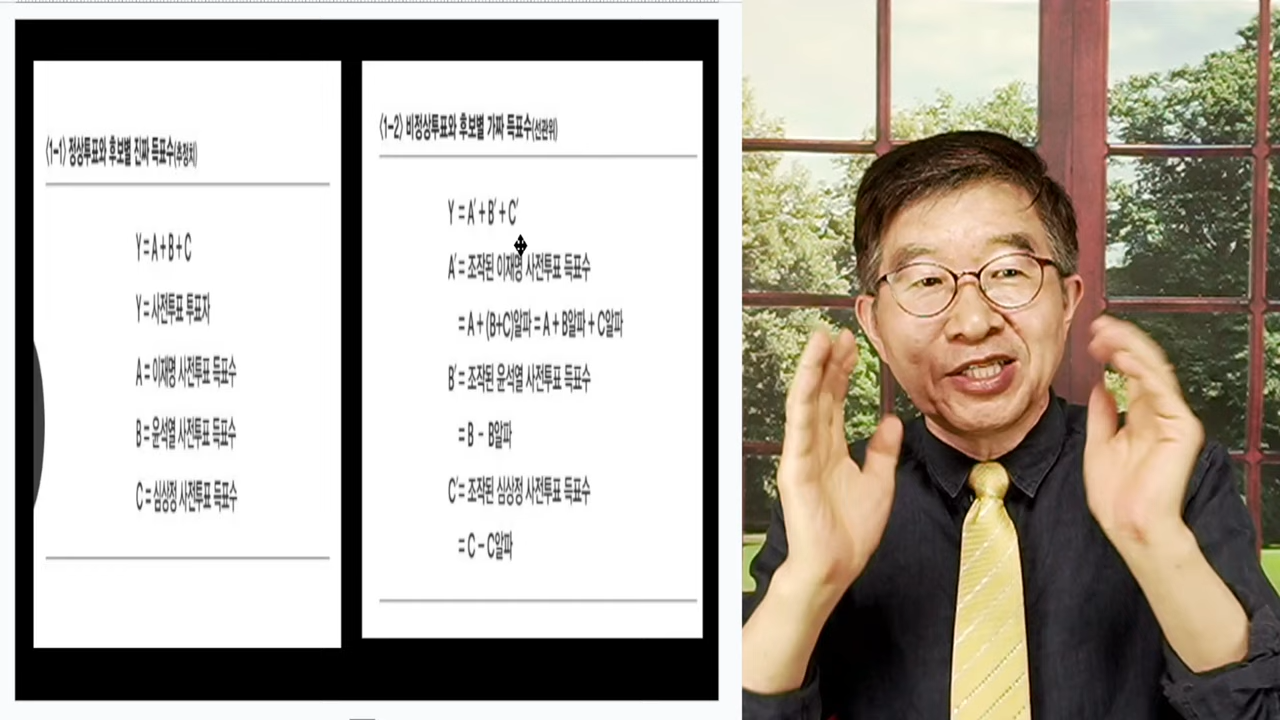 〈1-1〉 정상투표와 후보별 진짜 득표수(추정치)
Y=A+B+C
Y=사전투표 투표자
A=이재명 사전투표 득표수
B=윤석열 사전투표 득표수
C=심상정 사전투표 득표수
〈1-2〉 비정상투표와 후보별 가짜 득표수(선관위)
Y=A′+B′+C′
A′=조작된 이재명 사전투표 득표수
=A+(B+C)알파=A+B알파+C알파
B′=조작된 윤석열 사전투표 득표수
=B-B알파
C′=조작된 심상정 사전투표 득표수
=C-C알파